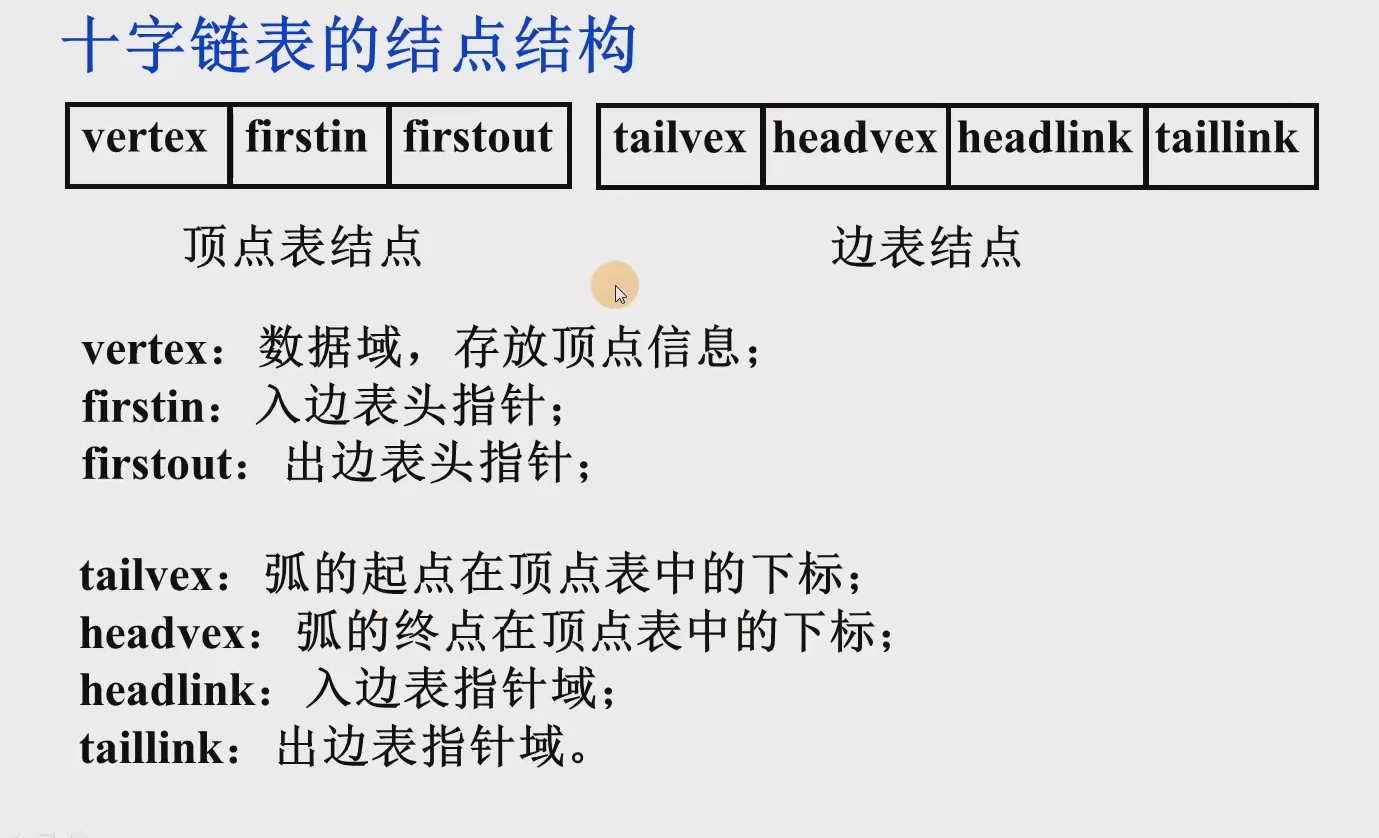 十字链表的结点结构
vertex firstin firstout tailvex headvex headlink taillink
顶点表结点 边表结点
vertex：数据域，存放顶点信息；
firstin：入边表头指针；
firstout：出边表头指针；
tailvex：弧的起点在顶点表中的下标；
headvex：弧的终点在顶点表中的下标；
headlink：入边表指针域；
taillink：出边表指针域。